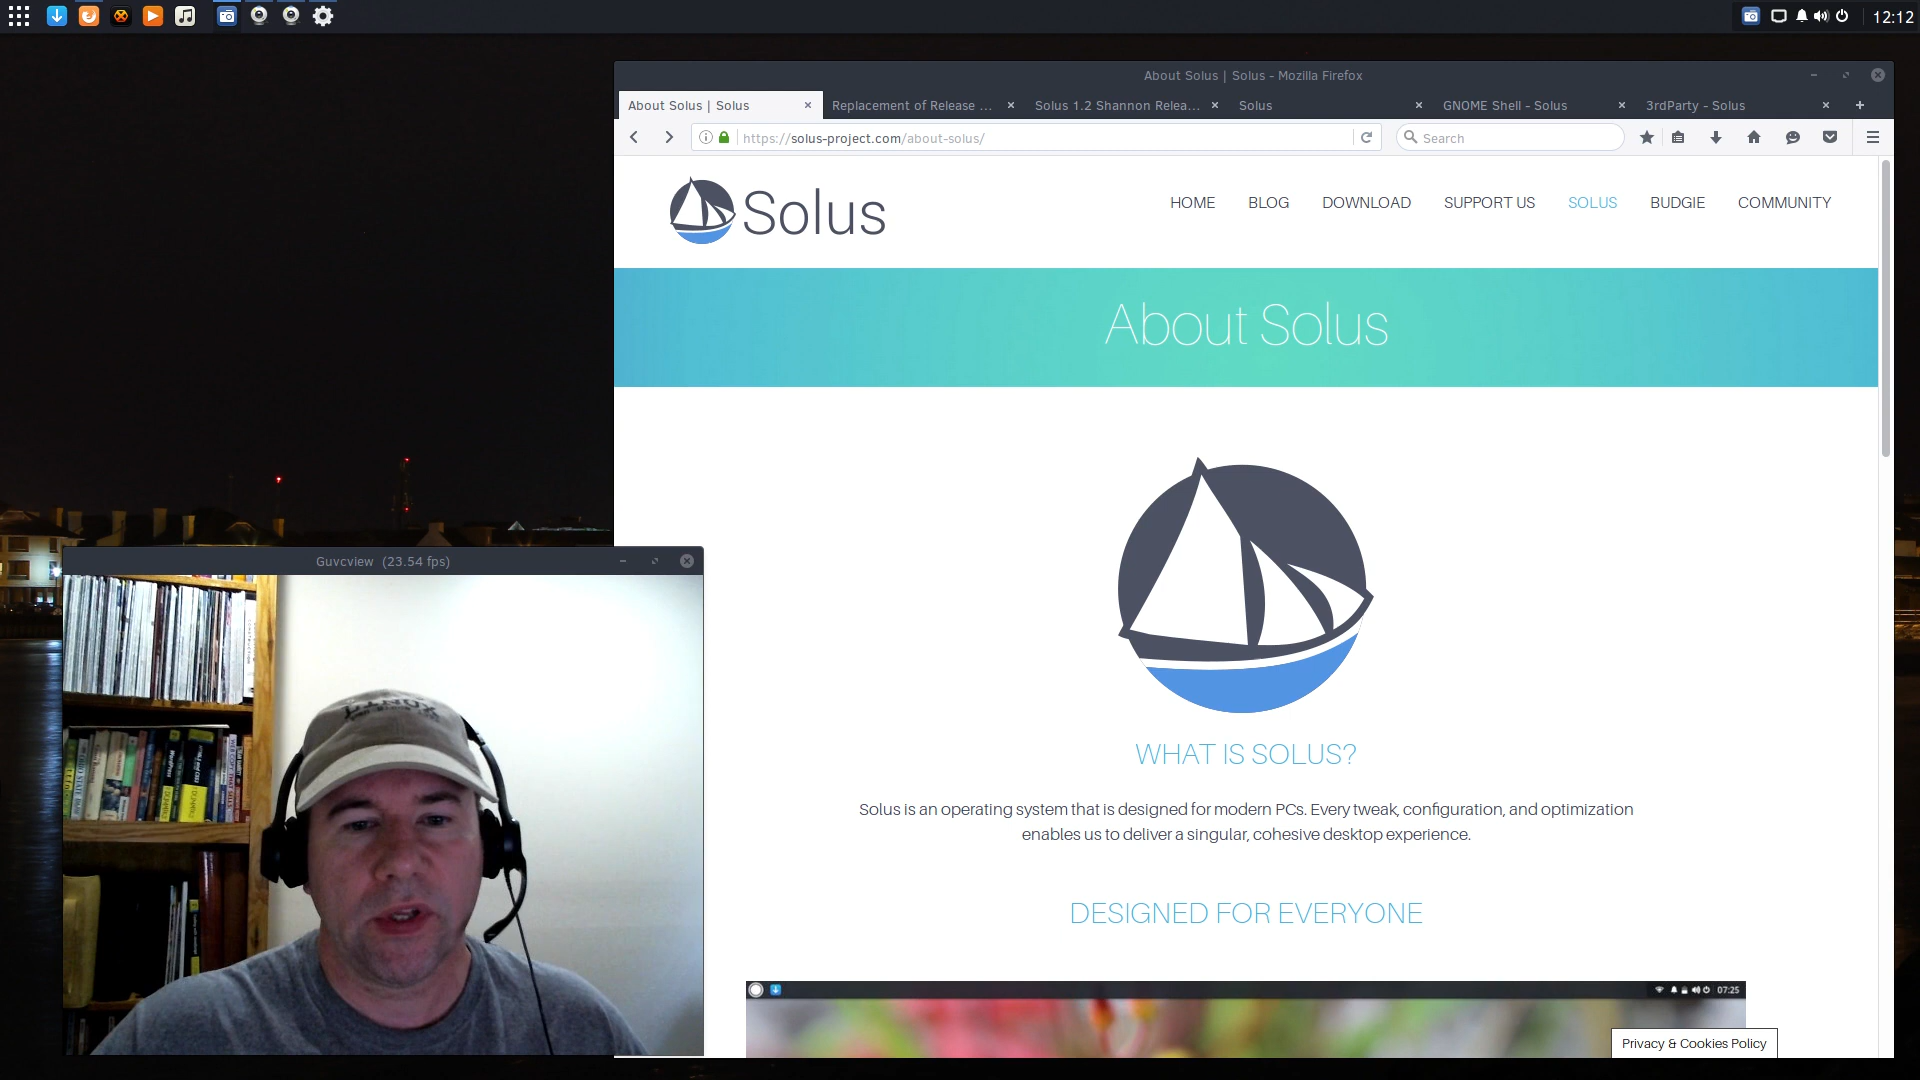 12:12
About Solus | Solus - Mozilla Firefox
About Solus | Solus
Replacement of Release ...
Solus 1.2 Shannon Relea...
Solus
GNOME Shell - Solus
3rdParty - Solus
https://solus-project.com/about-solus/
Search
Solus
HOME
BLOG
DOWNLOAD
SUPPORT US
SOLUS
BUDGIE
COMMUNITY
About Solus
WHAT IS SOLUS?
Solus is an operating system that is designed for modern PCs. Every tweak, configuration, and optimization
enables us to deliver a singular, cohesive desktop experience.
DESIGNED FOR EVERYONE
07:25
Privacy & Cookies Policy
Guvcview (23.54 fps)
LINUX